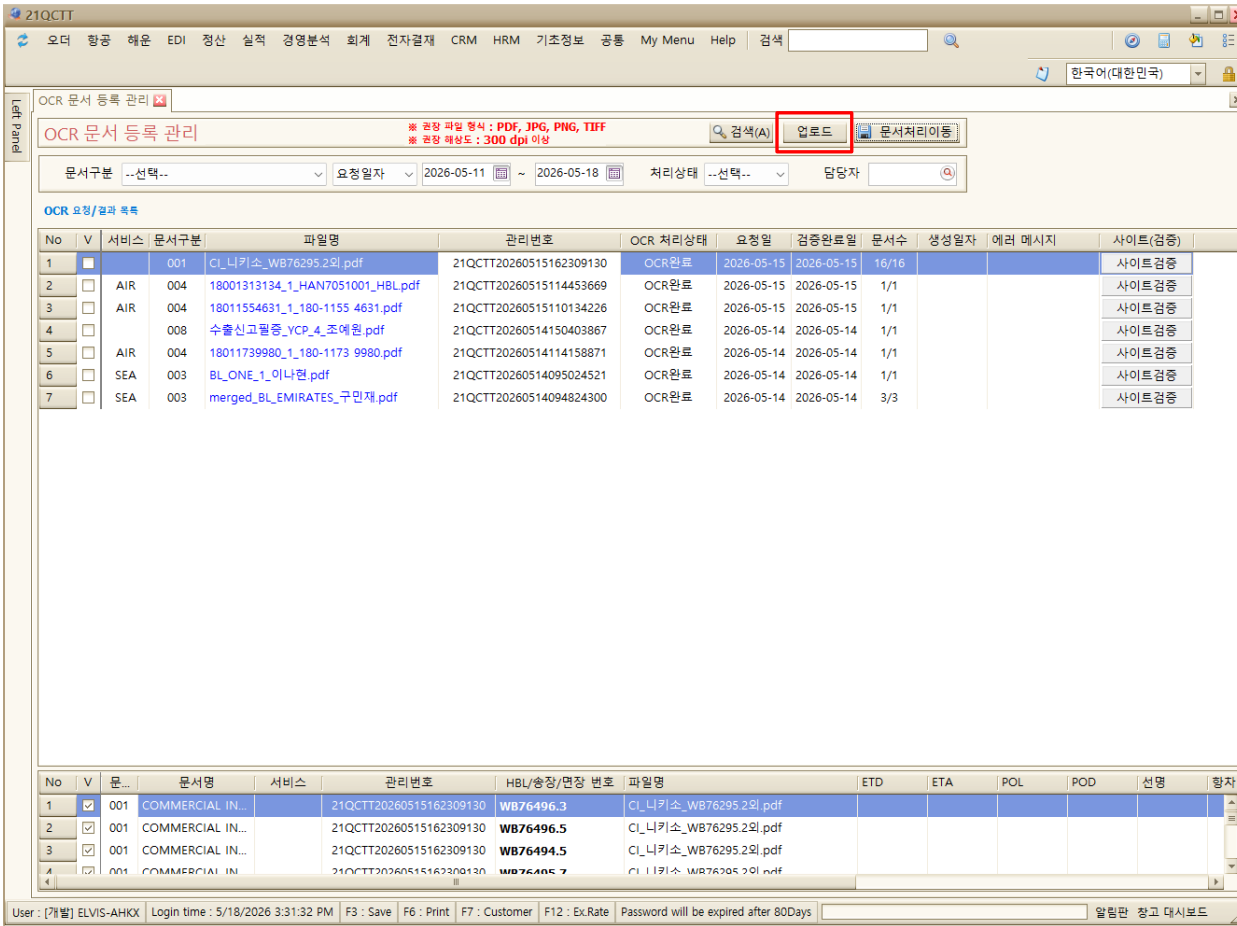 21QCTT
오더 항공 해운 EDI 정산 실적 경영분석 회계 전자결재 CRM HRM 기초정보 공통 My Menu Help 검색
한국어(대한민국)
Left Panel
OCR 문서 등록 관리
OCR 문서 등록 관리
※ 권장 파일 형식 : PDF, JPG, PNG, TIFF
※ 권장 해상도 : 300 dpi 이상
검색(A) 업로드 문서처리이동
문서구분 --선택-- 요청일자 2026-05-11 ~ 2026-05-18 처리상태 --선택-- 담당자
OCR 요청/결과 목록
No V 서비스 문서구분 파일명 관리번호 OCR 처리상태 요청일 검증완료일 문서수 생성일자 에러 메시지 사이트(검증)
1 001 CI_니키소_WB76295.2외.pdf 21QCTT20260515162309130 OCR완료 2026-05-15 2026-05-15 16/16 사이트검증
2 AIR 004 18001313134_1_HAN7051001_HBL.pdf 21QCTT20260515114453669 OCR완료 2026-05-15 2026-05-15 1/1 사이트검증
3 AIR 004 18011554631_1_180-1155 4631.pdf 21QCTT20260515110134226 OCR완료 2026-05-15 2026-05-15 1/1 사이트검증
4 008 수출신고필증_YCP_4_조예원.pdf 21QCTT20260514150403867 OCR완료 2026-05-14 2026-05-14 1/1 사이트검증
5 AIR 004 18011739980_1_180-1173 9980.pdf 21QCTT20260514114158871 OCR완료 2026-05-14 2026-05-14 1/1 사이트검증
6 SEA 003 BL_ONE_1_이나현.pdf 21QCTT20260514095024521 OCR완료 2026-05-14 2026-05-14 1/1 사이트검증
7 SEA 003 merged_BL_EMIRATES_구민재.pdf 21QCTT20260514094824300 OCR완료 2026-05-14 2026-05-14 3/3 사이트검증
No V 문... 문서명 서비스 관리번호 HBL/송장/면장 번호 파일명 ETD ETA POL POD 선명 항차
1 001 COMMERCIAL IN... 21QCTT20260515162309130 WB76496.3 CI_니키소_WB76295.2외.pdf
2 001 COMMERCIAL IN... 21QCTT20260515162309130 WB76496.5 CI_니키소_WB76295.2외.pdf
3 001 COMMERCIAL IN... 21QCTT20260515162309130 WB76494.5 CI_니키소_WB76295.2외.pdf
4 001 COMMERCIAL IN... 21QCTT20260515162309130 WB76495.7 CI_니키소_WB76295.2외.pdf
User : [개발] ELVIS-AHKX Login time : 5/18/2026 3:31:32 PM F3 : Save F6 : Print F7 : Customer F12 : Ex.Rate Password will be expired after 80Days 알림판 창고 대시보드